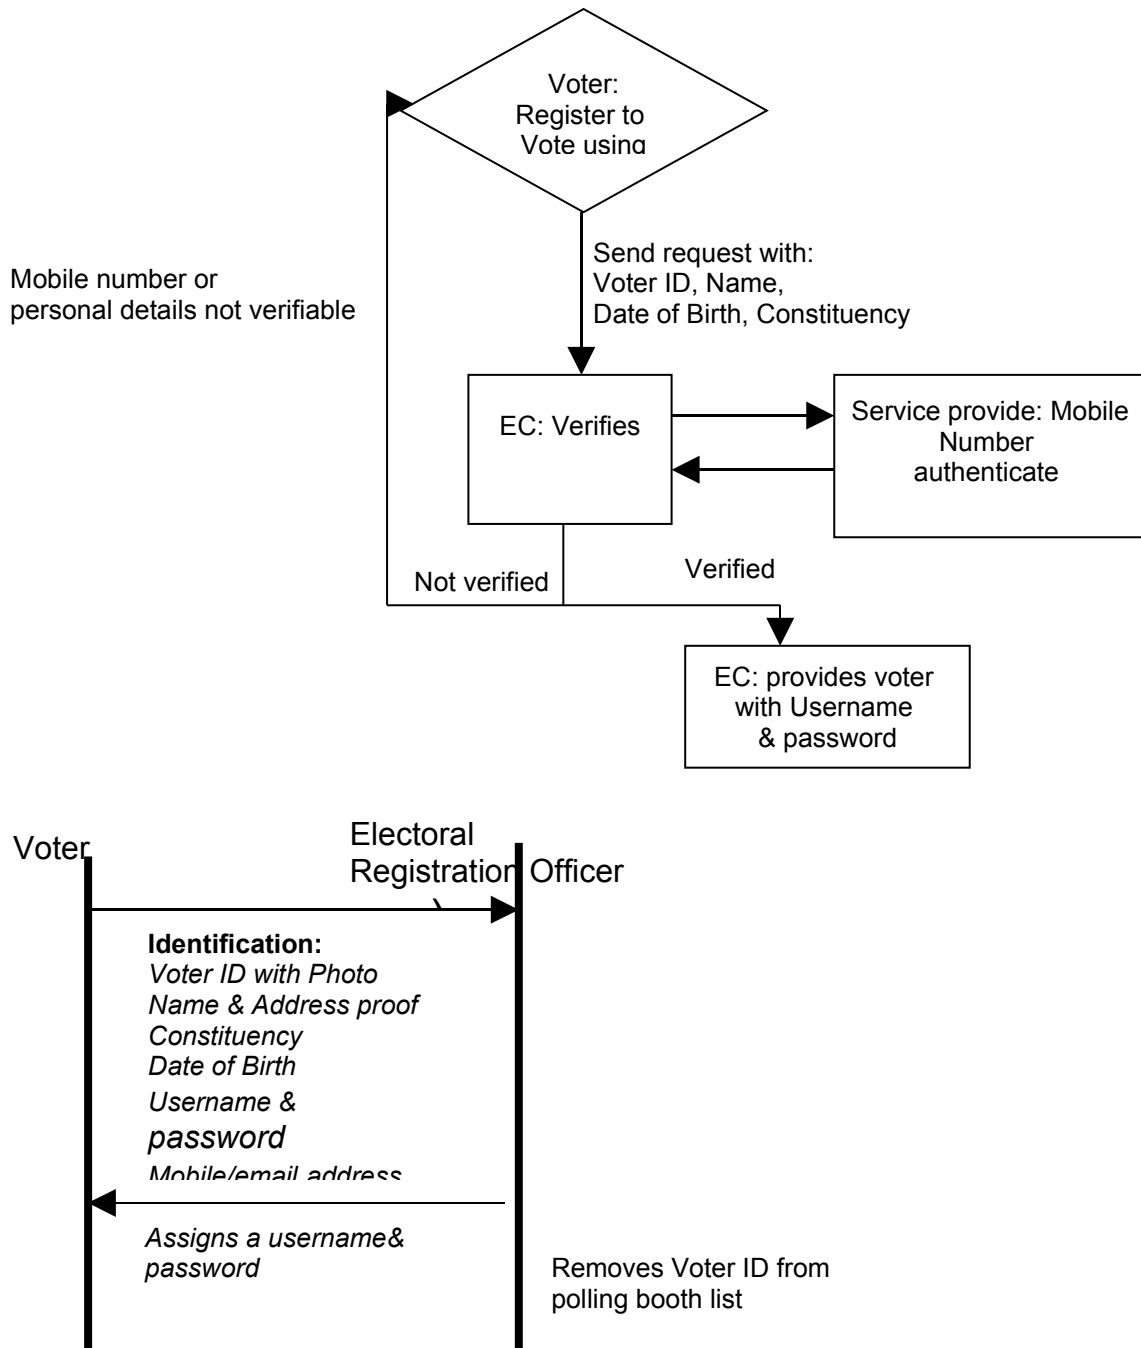 Voter:
Register to
Vote using
Send request with:
Voter ID, Name,
Date of Birth, Constituency
Mobile number or
personal details not verifiable
EC: Verifies
Service provide: Mobile
Number
authenticate
Not verified
Verified
EC: provides voter
with Username
& password
Voter
Electoral
Registration Officer
Identification:
Voter ID with Photo
Name & Address proof
Constituency
Date of Birth
Username &
password
Mobile/email address
Assigns a username&
password
Removes Voter ID from
polling booth list